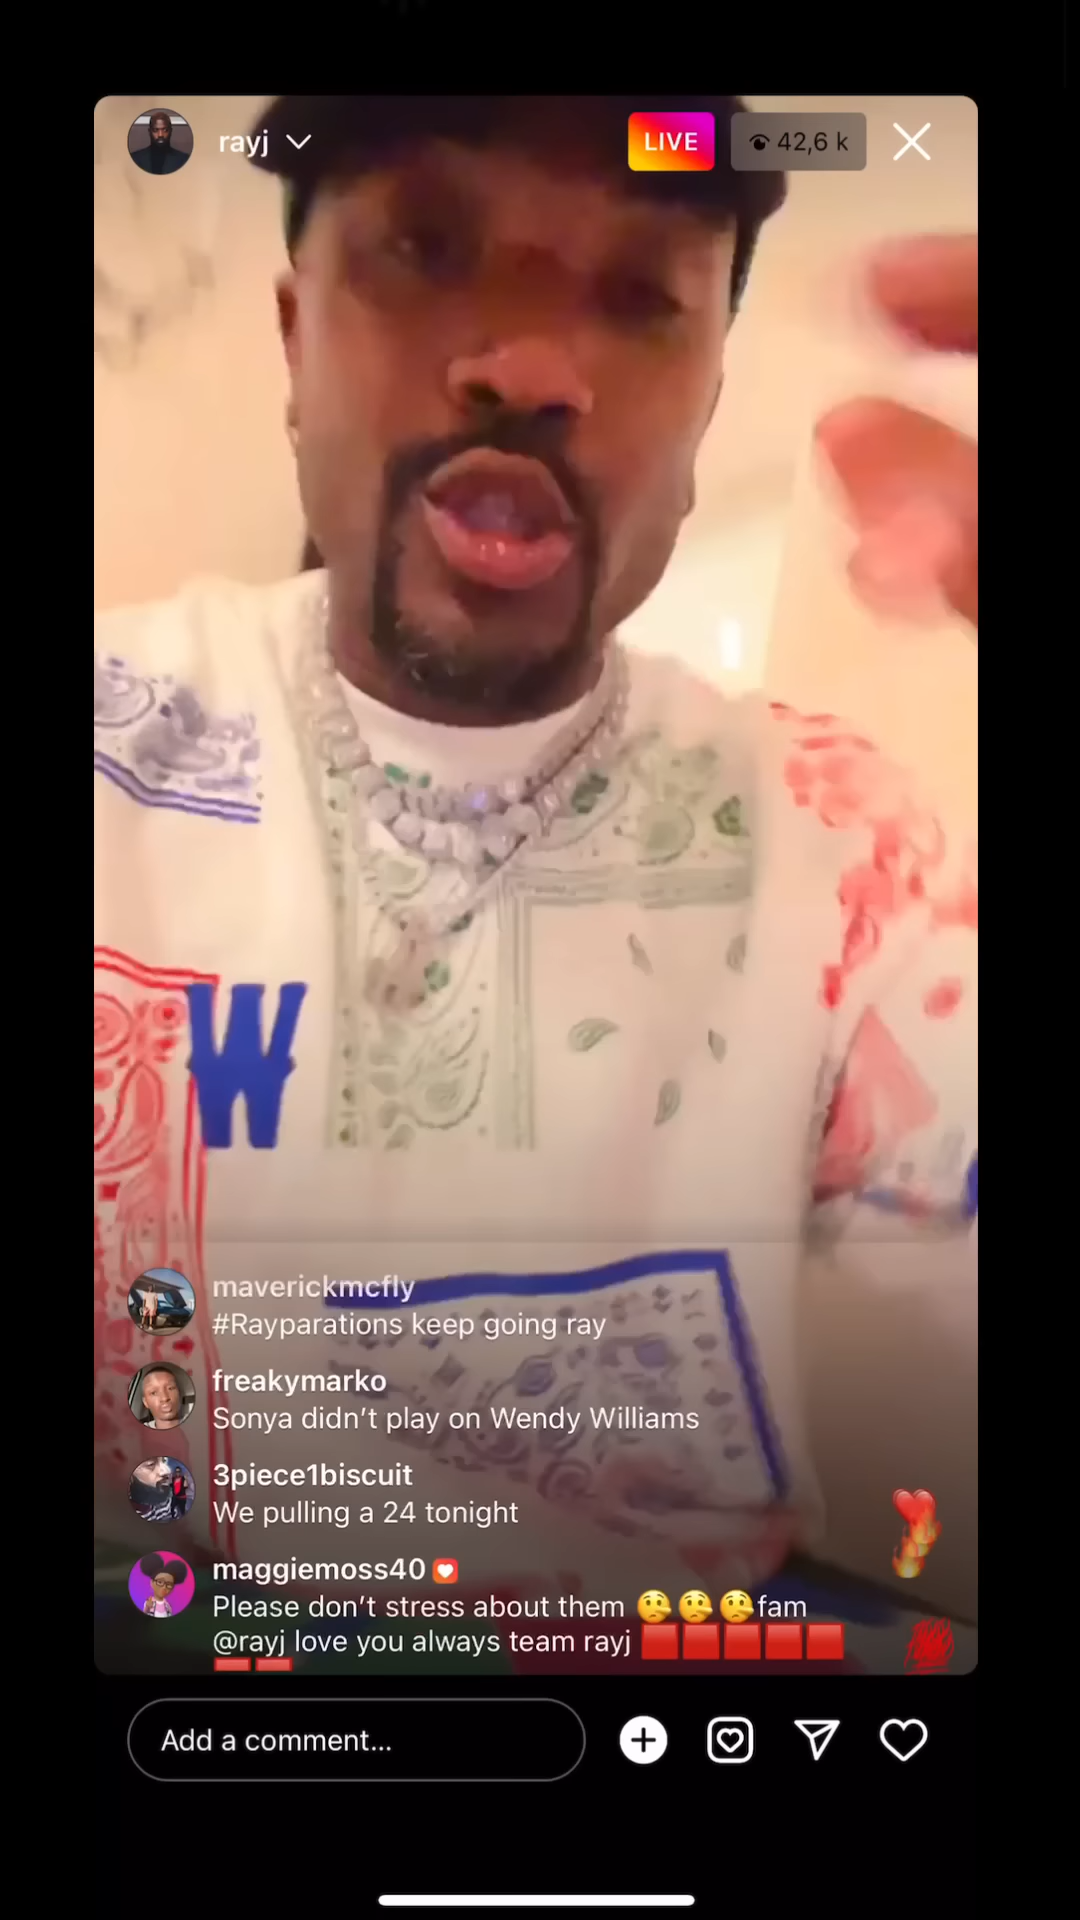 rayj
LIVE
42,6 k
W
maverickmcfly
#Rayparations keep going ray
freakymarko
Sonya didn’t play on Wendy Williams
3piece1biscuit
We pulling a 24 tonight
maggiemoss40
Please don’t stress about them 🤥🤥🤥fam
@rayj love you always team rayj 🟥🟥🟥🟥🟥
🟥🟥
Add a comment...